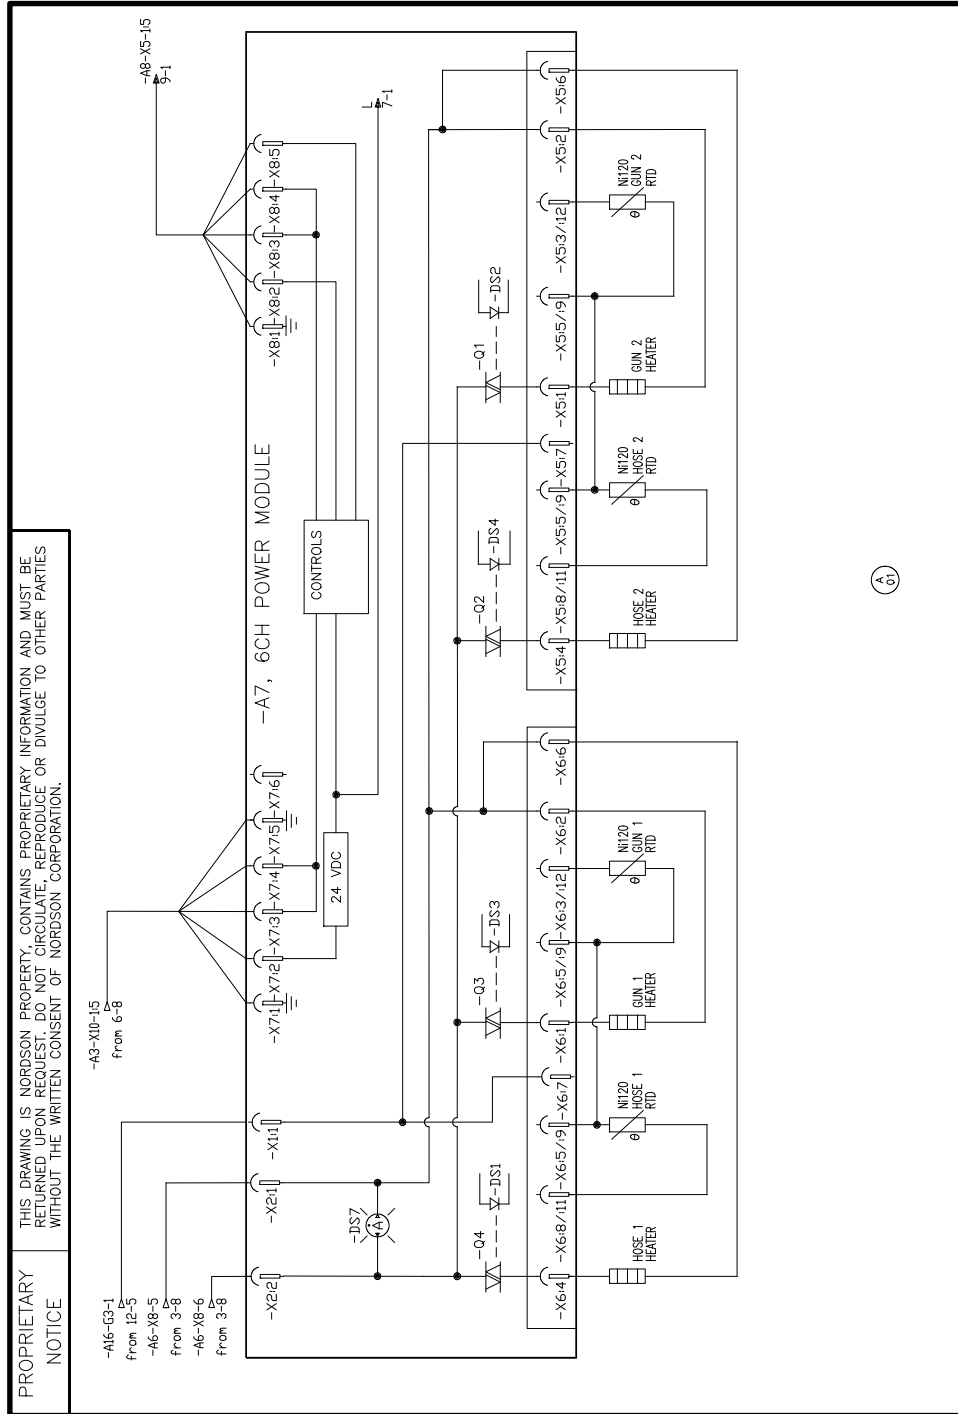 PROPRIETARY
NOTICE
THIS DRAWING IS NORDSON PROPERTY, CONTAINS PROPRIETARY INFORMATION AND MUST BE
RETURNED UPON REQUEST. DO NOT CIRCULATE, REPRODUCE OR DIVULGE TO OTHER PARTIES
WITHOUT THE WRITTEN CONSENT OF NORDSON CORPORATION.
-A16-G3-1
from 12-5
-A6-X8-5
from 3-8
-A6-X8-6
from 3-8
-A3-X10-1:5
from 6-8
-A8-X5-1:5
9-1
-X2:2
-X2:1
-X1:1
-X7:1
-X7:2
-X7:3
-X7:4
-X7:5
-X7:6
-A7, 6CH POWER MODULE
-X8:1
-X8:2
-X8:3
-X8:4
-X8:5
24 VDC
CONTROLS
L
7-1
-DS7
A
-Q4
-DS1
-Q3
-DS3
-Q2
-DS4
-Q1
-DS2
-X6:4
-X6:8/:11
-X6:5/:9
-X6:7
-X6:1
-X6:5/:9
-X6:3/:12
-X6:2
-X6:6
-X5:4
-X5:8/:11
-X5:5/:9
-X5:7
-X5:1
-X5:5/:9
-X5:3/:12
-X5:2
-X5:6
HOSE 1
HEATER
Ni120
HOSE 1
RTD
θ
GUN 1
HEATER
Ni120
GUN 1
RTD
θ
HOSE 2
HEATER
Ni120
HOSE 2
RTD
θ
GUN 2
HEATER
Ni120
GUN 2
RTD
θ
A
01